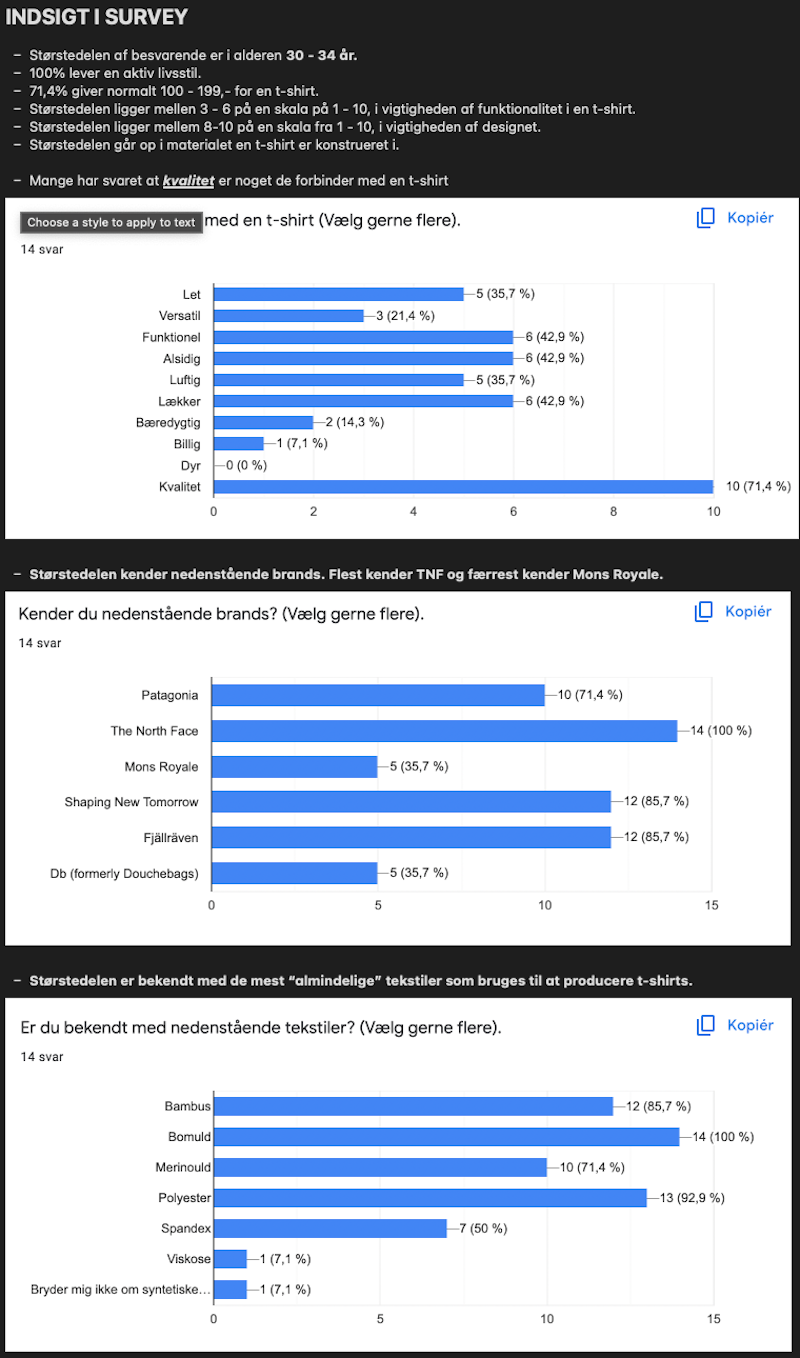 INDSIGT I SURVEY
– Størstedelen af besvarende er i alderen 30 - 34 år.
– 100% lever en aktiv livsstil.
– 71,4% giver normalt 100 - 199,- for en t-shirt.
– Størstedelen ligger mellen 3 - 6 på en skala på 1 - 10, i vigtigheden af funktionalitet i en t-shirt.
– Størstedelen ligger mellem 8-10 på en skala fra 1 - 10, i vigtigheden af designet.
– Størstedelen går op i materialet en t-shirt er konstrueret i.
– Mange har svaret at kvalitet er noget de forbinder med en t-shirt
Choose a style to apply to text med en t-shirt (Vælg gerne flere).
Kopiér
14 svar
Let 5 (35,7 %)
Versatil 3 (21,4 %)
Funktionel 6 (42,9 %)
Alsidig 6 (42,9 %)
Luftig 5 (35,7 %)
Lækker 6 (42,9 %)
Bæredygtig 2 (14,3 %)
Billig 1 (7,1 %)
Dyr 0 (0 %)
Kvalitet 10 (71,4 %)
0 2 4 6 8 10
– Størstedelen kender nedenstående brands. Flest kender TNF og færrest kender Mons Royale.
Kender du nedenstående brands? (Vælg gerne flere).
Kopiér
14 svar
Patagonia 10 (71,4 %)
The North Face 14 (100 %)
Mons Royale 5 (35,7 %)
Shaping New Tomorrow 12 (85,7 %)
Fjällräven 12 (85,7 %)
Db (formerly Douchebags) 5 (35,7 %)
0 5 10 15
– Størstedelen er bekendt med de mest “almindelige” tekstiler som bruges til at producere t-shirts.
Er du bekendt med nedenstående tekstiler? (Vælg gerne flere).
Kopiér
14 svar
Bambus 12 (85,7 %)
Bomuld 14 (100 %)
Merinould 10 (71,4 %)
Polyester 13 (92,9 %)
Spandex 7 (50 %)
Viskose 1 (7,1 %)
Bryder mig ikke om syntetiske… 1 (7,1 %)
0 5 10 15